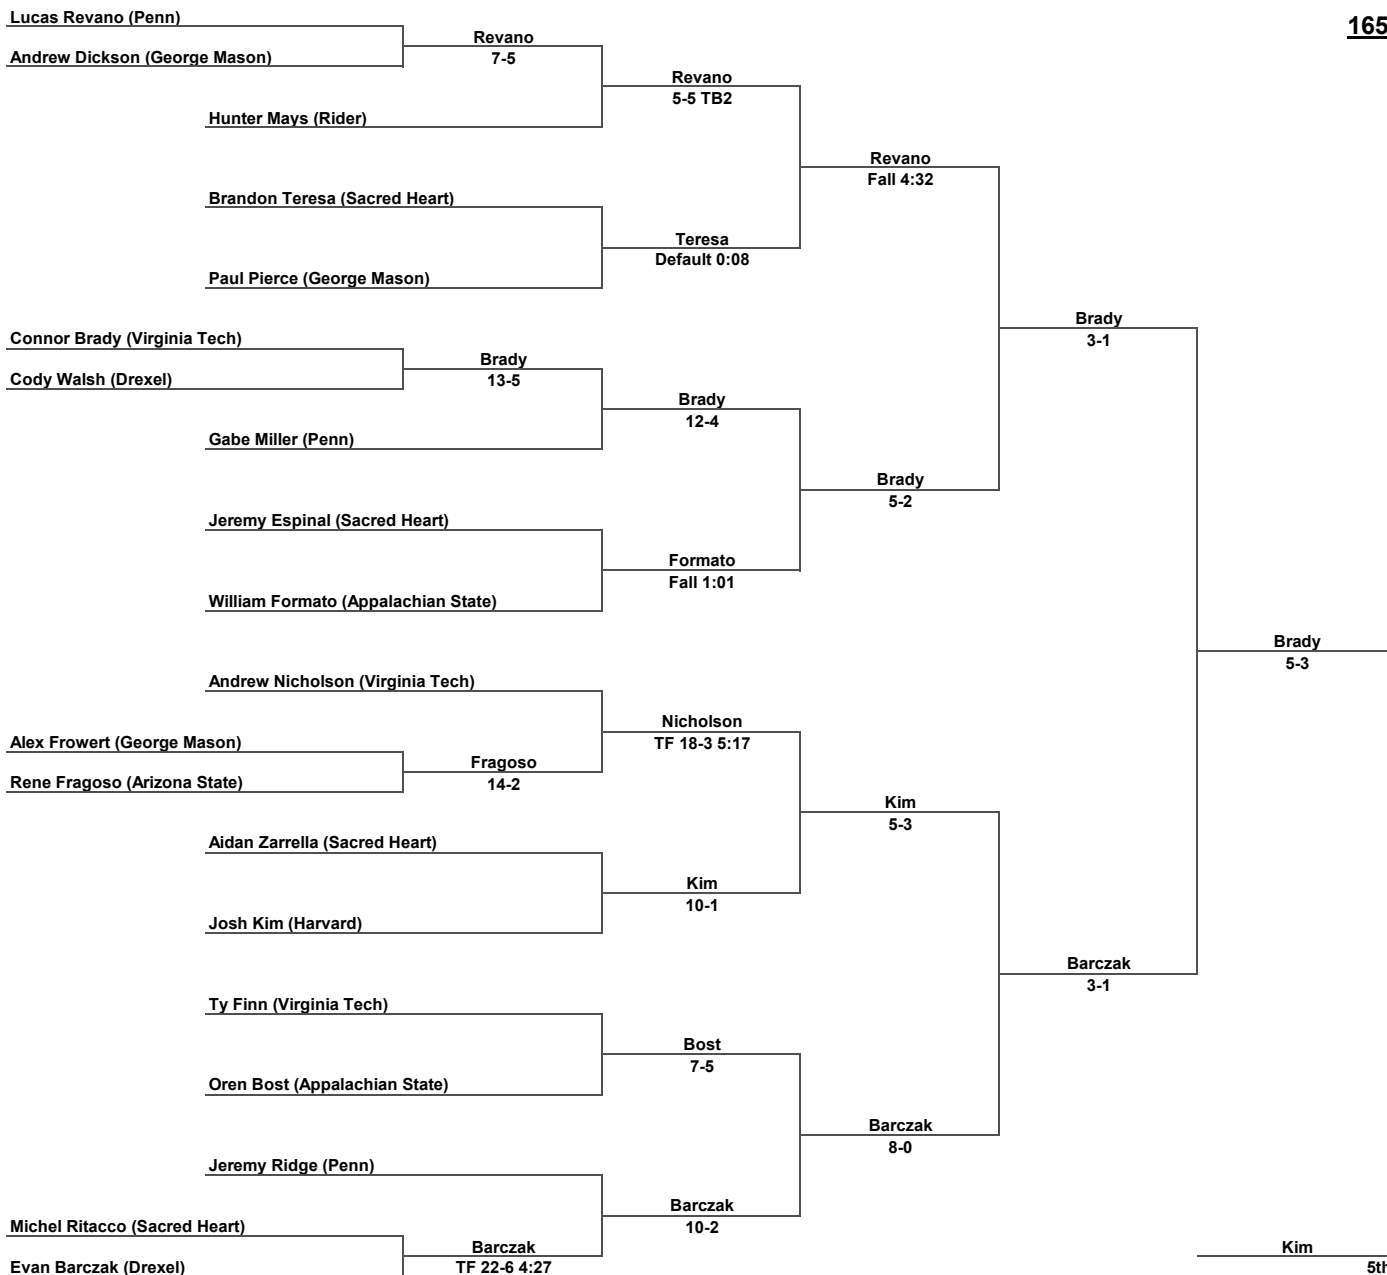 Lucas Revano (Penn)
165
Revano
Andrew Dickson (George Mason)
7-5
Revano
5-5 TB2
Hunter Mays (Rider)
Revano
Fall 4:32
Brandon Teresa (Sacred Heart)
Teresa
Default 0:08
Paul Pierce (George Mason)
Brady
3-1
Connor Brady (Virginia Tech)
Brady
Cody Walsh (Drexel)
13-5
Brady
12-4
Gabe Miller (Penn)
Brady
5-2
Jeremy Espinal (Sacred Heart)
Formato
Fall 1:01
William Formato (Appalachian State)
Brady
5-3
Andrew Nicholson (Virginia Tech)
Nicholson
TF 18-3 5:17
Alex Frowert (George Mason)
Fragoso
Rene Fragoso (Arizona State)
14-2
Kim
5-3
Aidan Zarrella (Sacred Heart)
Kim
10-1
Josh Kim (Harvard)
Barczak
3-1
Ty Finn (Virginia Tech)
Bost
7-5
Oren Bost (Appalachian State)
Barczak
8-0
Jeremy Ridge (Penn)
Barczak
10-2
Michel Ritacco (Sacred Heart)
Barczak
Kim
Evan Barczak (Drexel)
TF 22-6 4:27
5th